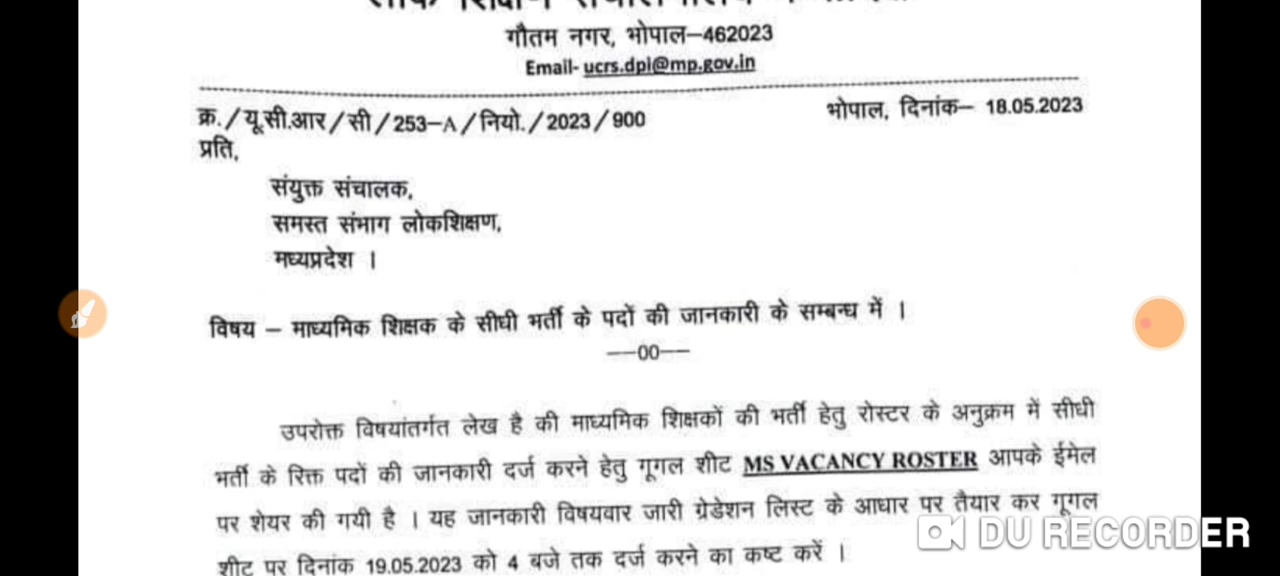 गौतम नगर, भोपाल–462023
Email- ucrs.dpi@mp.gov.in
क्र./यू.सी.आर/सी/253–A/नियो./2023/900 भोपाल, दिनांक– 18.05.2023
प्रति,
संयुक्त संचालक,
समस्त संभाग लोकशिक्षण,
मध्यप्रदेश ।
विषय – माध्यमिक शिक्षक के सीधी भर्ती के पदों की जानकारी के सम्बन्ध में ।
––00––
उपरोक्त विषयांतर्गत लेख है की माध्यमिक शिक्षकों की भर्ती हेतु रोस्टर के अनुक्रम में सीधी
भर्ती के रिक्त पदों की जानकारी दर्ज करने हेतु गूगल शीट MS VACANCY ROSTER आपके ईमेल
पर शेयर की गयी है । यह जानकारी विषयवार जारी ग्रेडेशन लिस्ट के आधार पर तैयार कर गूगल
शीट पर दिनांक 19.05.2023 को 4 बजे तक दर्ज करने का कष्ट करें ।
DU RECORDER